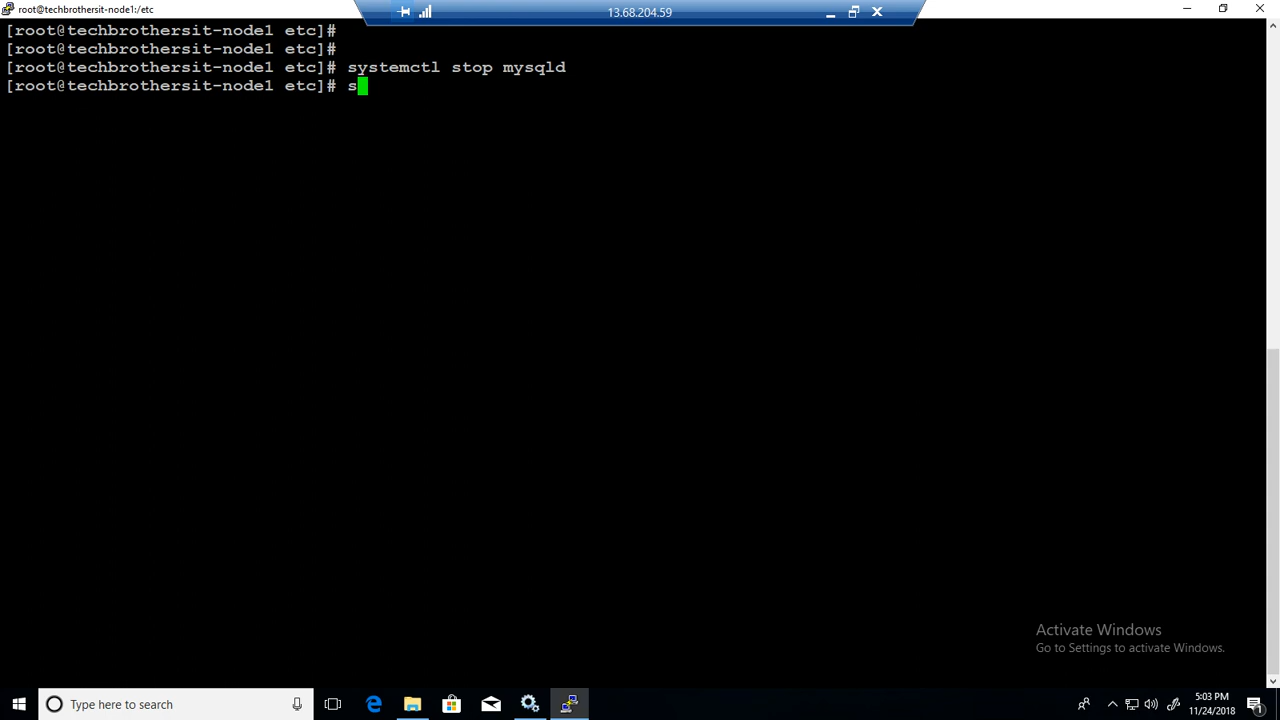 root@techbrothersit-node1:/etc
13.68.204.59
[root@techbrothersit-node1 etc]#
[root@techbrothersit-node1 etc]#
[root@techbrothersit-node1 etc]# systemctl stop mysqld
[root@techbrothersit-node1 etc]# s
Activate Windows
Go to Settings to activate Windows.
Type here to search
5:03 PM
11/24/2018
1